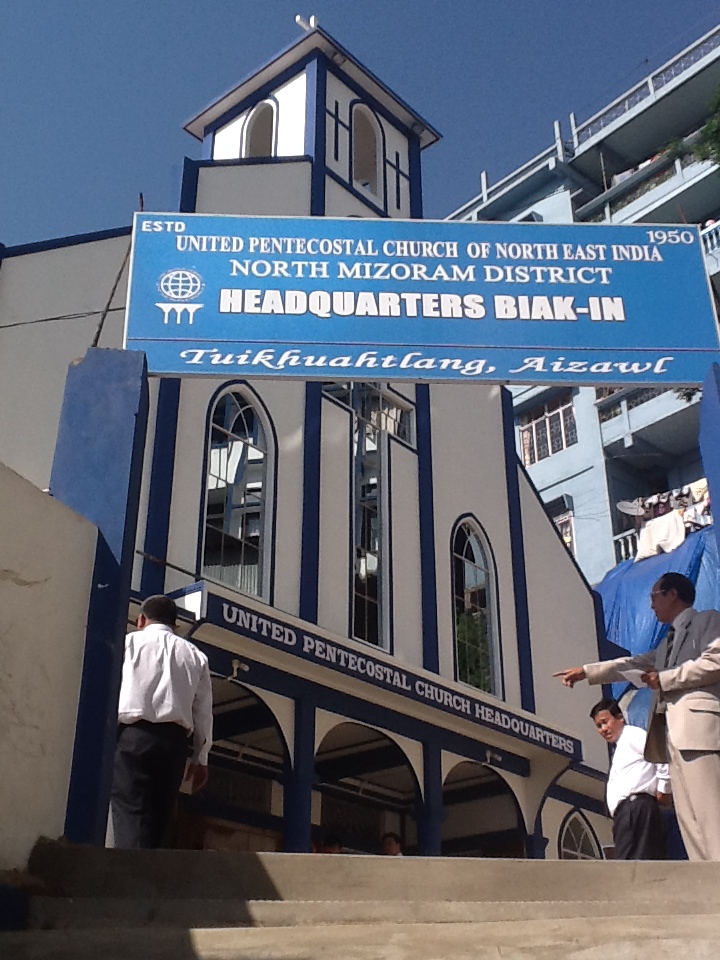 ESTD 1950
UNITED PENTECOSTAL CHURCH OF NORTH EAST INDIA
NORTH MIZORAM DISTRICT
HEADQUARTERS BIAK-IN
Tuikhuahtlang, Aizawl
UNITED PENTECOSTAL CHURCH HEADQUARTERS